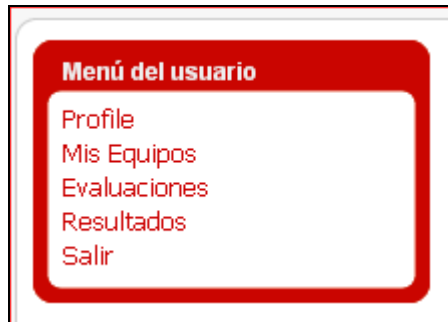 Menú del usuario
Profile
Mis Equipos
Evaluaciones
Resultados
Salir